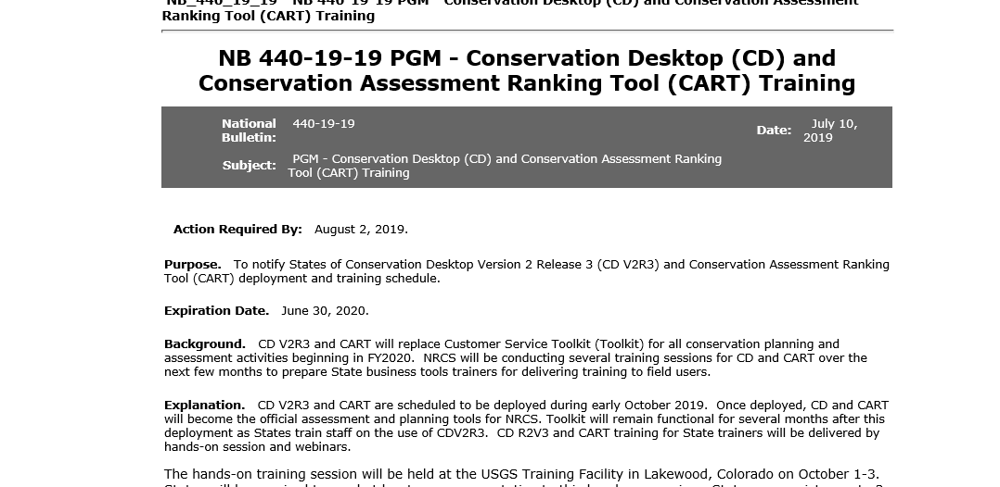 NB_440_19_19 - NB 440-19-19 PGM - Conservation Desktop (CD) and Conservation Assessment
Ranking Tool (CART) Training
NB 440-19-19 PGM - Conservation Desktop (CD) and
Conservation Assessment Ranking Tool (CART) Training
National Bulletin: 440-19-19 Date: July 10, 2019
Subject: PGM - Conservation Desktop (CD) and Conservation Assessment Ranking
Tool (CART) Training
Action Required By: August 2, 2019.
Purpose. To notify States of Conservation Desktop Version 2 Release 3 (CD V2R3) and Conservation Assessment Ranking
Tool (CART) deployment and training schedule.
Expiration Date. June 30, 2020.
Background. CD V2R3 and CART will replace Customer Service Toolkit (Toolkit) for all conservation planning and
assessment activities beginning in FY2020. NRCS will be conducting several training sessions for CD and CART over the
next few months to prepare State business tools trainers for delivering training to field users.
Explanation. CD V2R3 and CART are scheduled to be deployed during early October 2019. Once deployed, CD and CART
will become the official assessment and planning tools for NRCS. Toolkit will remain functional for several months after this
deployment as States train staff on the use of CDV2R3. CD R2V3 and CART training for State trainers will be delivered by
hands-on session and webinars.
The hands-on training session will be held at the USGS Training Facility in Lakewood, Colorado on October 1-3.